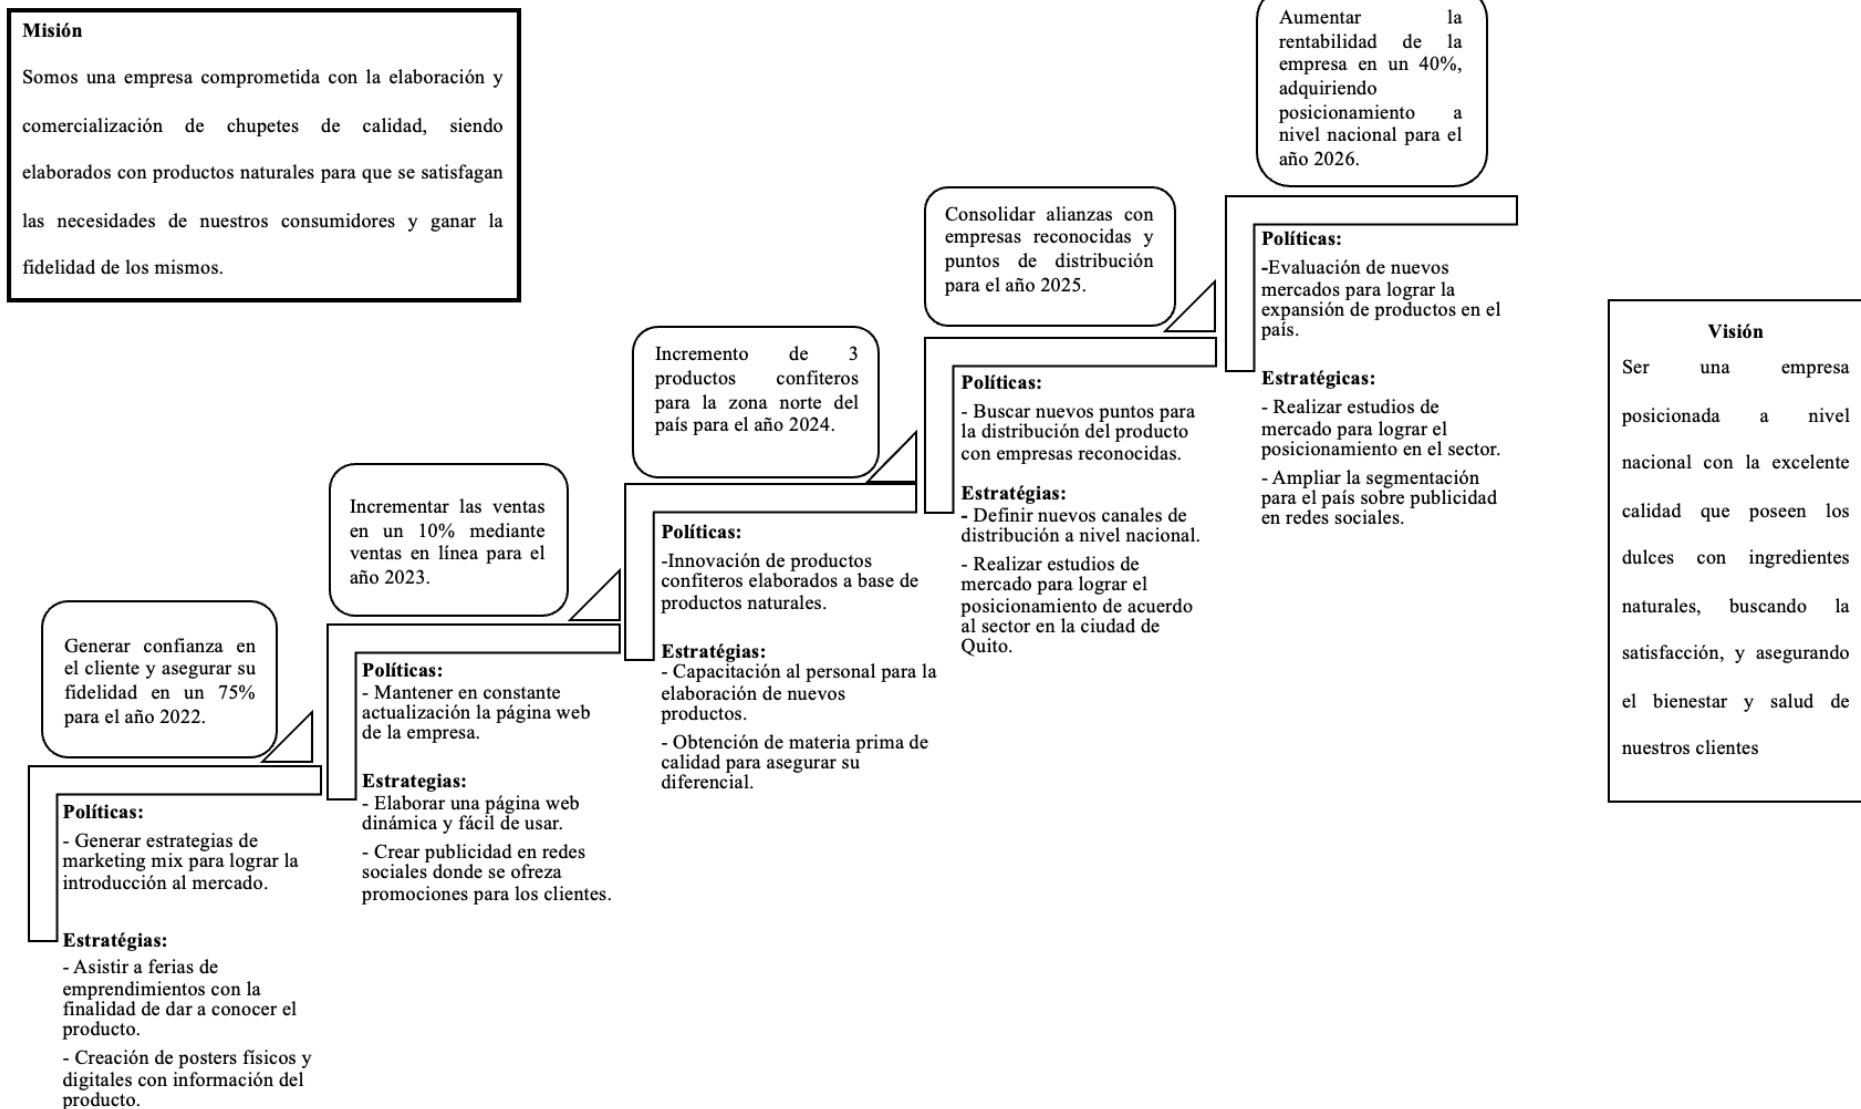 Misión
Somos una empresa comprometida con la elaboración y
comercialización de chupetes de calidad, siendo
elaborados con productos naturales para que se satisfagan
las necesidades de nuestros consumidores y ganar la
fidelidad de los mismos.
Generar confianza en
el cliente y asegurar su
fidelidad en un 75%
para el año 2022.
Políticas:
- Generar estrategias de
marketing mix para lograr la
introducción al mercado.
Estratégias:
- Asistir a ferias de
emprendimientos con la
finalidad de dar a conocer el
producto.
- Creación de posters físicos y
digitales con información del
producto.
Incrementar las ventas
en un 10% mediante
ventas en línea para el
año 2023.
Políticas:
- Mantener en constante
actualización la página web
de la empresa.
Estrategias:
- Elaborar una página web
dinámica y fácil de usar.
- Crear publicidad en redes
sociales donde se ofreza
promociones para los clientes.
Incremento de 3
productos confiteros
para la zona norte del
país para el año 2024.
Políticas:
-Innovación de productos
confiteros elaborados a base de
productos naturales.
Estratégias:
- Capacitación al personal para la
elaboración de nuevos
productos.
- Obtención de materia prima de
calidad para asegurar su
diferencial.
Consolidar alianzas con
empresas reconocidas y
puntos de distribución
para el año 2025.
Políticas:
- Buscar nuevos puntos para
la distribución del producto
con empresas reconocidas.
Estratégias:
- Definir nuevos canales de
distribución a nivel nacional.
- Realizar estudios de
mercado para lograr el
posicionamiento de acuerdo
al sector en la ciudad de
Quito.
Aumentar la
rentabilidad de la
empresa en un 40%,
adquiriendo
posicionamiento a
nivel nacional para el
año 2026.
Políticas:
-Evaluación de nuevos
mercados para lograr la
expansión de productos en el
país.
Estratégicas:
- Realizar estudios de
mercado para lograr el
posicionamiento en el sector.
- Ampliar la segmentación
para el país sobre publicidad
en redes sociales.
Visión
Ser una empresa
posicionada a nivel
nacional con la excelente
calidad que poseen los
dulces con ingredientes
naturales, buscando la
satisfacción, y asegurando
el bienestar y salud de
nuestros clientes